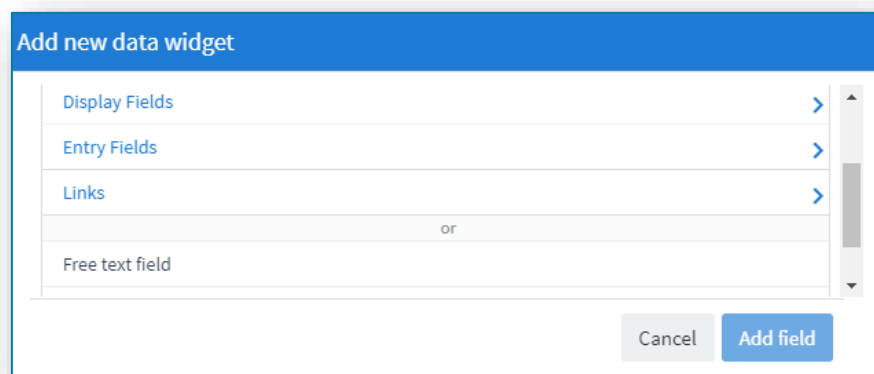 Add new data widget
Display Fields
Entry Fields
Links
or
Free text field
Cancel
Add field